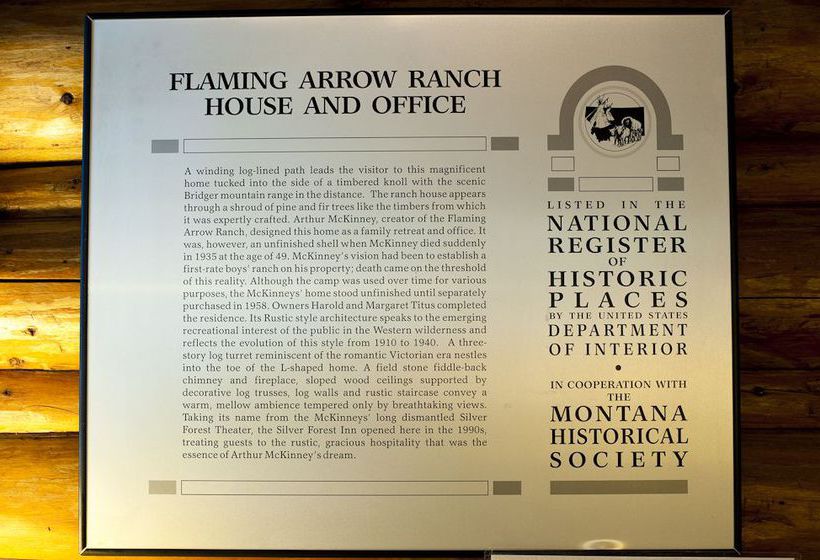 FLAMING ARROW RANCH
HOUSE AND OFFICE
A winding log-lined path leads the visitor to this magnificent
home tucked into the side of a timbered knoll with the scenic
Bridger mountain range in the distance. The ranch house appears
through a shroud of pine and fir trees like the timbers from which
it was expertly crafted. Arthur McKinney, creator of the Flaming
Arrow Ranch, designed this home as a family retreat and office. It
was, however, an unfinished shell when McKinney died suddenly
in 1935 at the age of 49. McKinney's vision had been to establish a
first-rate boys' ranch on his property; death came on the threshold
of this reality. Although the camp was used over time for various
purposes, the McKinneys' home stood unfinished until separately
purchased in 1958. Owners Harold and Margaret Titus completed
the residence. Its Rustic style architecture speaks to the emerging
recreational interest of the public in the Western wilderness and
reflects the evolution of this style from 1910 to 1940. A three-
story log turret reminiscent of the romantic Victorian era nestles
into the toe of the L-shaped home. A field stone fiddle-back
chimney and fireplace, sloped wood ceilings supported by
decorative log trusses, log walls and rustic staircase convey a
warm, mellow ambience tempered only by breathtaking views.
Taking its name from the McKinneys' long dismantled Silver
Forest Theater, the Silver Forest Inn opened here in the 1990s,
treating guests to the rustic, gracious hospitality that was the
essence of Arthur McKinney's dream.
LISTED IN THE
NATIONAL
REGISTER
OF
HISTORIC
PLACES
BY THE UNITED STATES
DEPARTMENT
OF INTERIOR
•
IN COOPERATION WITH
THE
MONTANA
HISTORICAL
SOCIETY